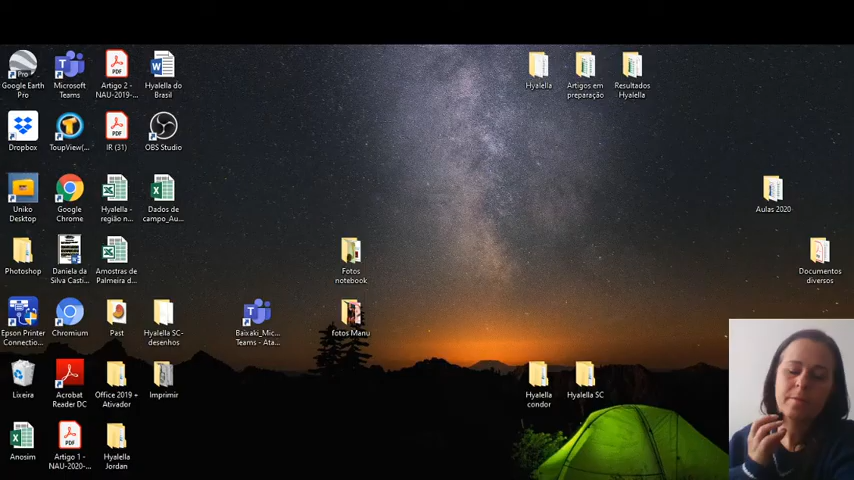 Google Earth
Pro
Microsoft
Teams
Artigo 2 -
NAU-2019-...
Hyalella do
Brasil
Hyalella
Artigos em
preparação
Resultados
Hyalella
Dropbox
ToupView(...
IR (31)
OBS Studio
Uniko
Desktop
Google
Chrome
Hyalella -
região n...
Dados de
campo_Au...
Aulas 2020
Photoshop
Daniela da
Silva Casti...
Amostras de
Palmeira d...
Fotos
notebook
Documentos
diversos
Epson Printer
Connection...
Chromium
Past
Hyalella SC-
desenhos
Baixaki_Mic...
Teams - Ata...
fotos Manu
Lixeira
Acrobat
Reader DC
Office 2019 +
Ativador
Imprimir
Hyalella
condor
Hyalella SC
Anosim
Artigo 1 -
NAU-2020-...
Hyalella
Jordan